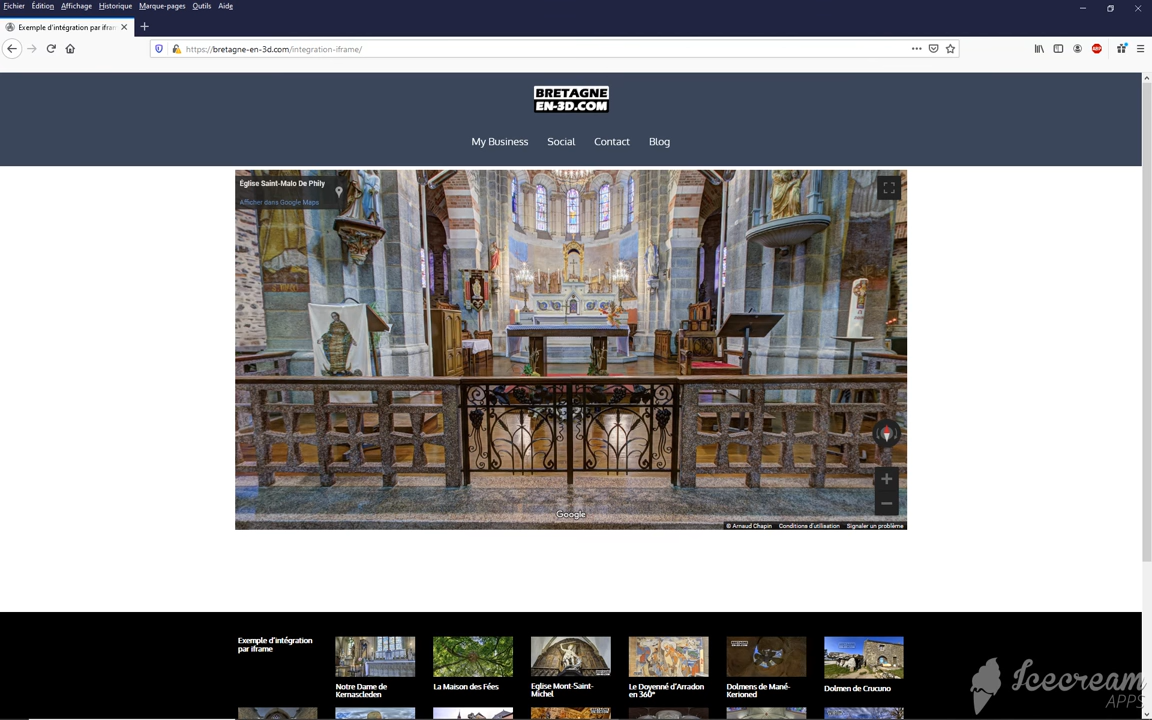 Fichier Édition Affichage Historique Marque-pages Outils Aide
Exemple d'intégration par ifran
https://bretagne-en-3d.com/integration-iframe/
ABP
BRETAGNE
EN-3D.COM
My Business Social Contact Blog
Église Saint-Malo De Phily
Afficher dans Google Maps
Google
© Arnaud Chapin Conditions d'utilisation Signaler un problème
Exemple d'intégration
par iframe
Notre Dame de
Kernascleden
La Maison des Fées
Eglise Mont-Saint-
Michel
Le Doyenné d'Arradon
en 360°
Dolmens de Mané-
Kerioned
Dolmen de Crucuno
Icecream
APPS